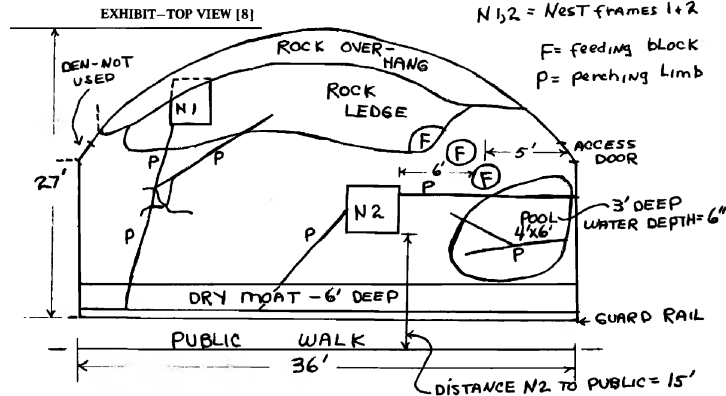 EXHIBIT—TOP VIEW [8]
N1,2 = NEST frames 1+2
F= feeding block
P= perching limb
ROCK OVER-
HANG
DEN-NOT
USED
N1
ROCK
LEDGE
F
F
F
ACCESS
DOOR
5'
6'
P
P
P
P
P
P
27'
N2
POOL
4'X6'
3' DEEP
WATER DEPTH=6"
DRY MOAT - 6' DEEP
GUARD RAIL
PUBLIC WALK
36'
DISTANCE N2 TO PUBLIC = 15'